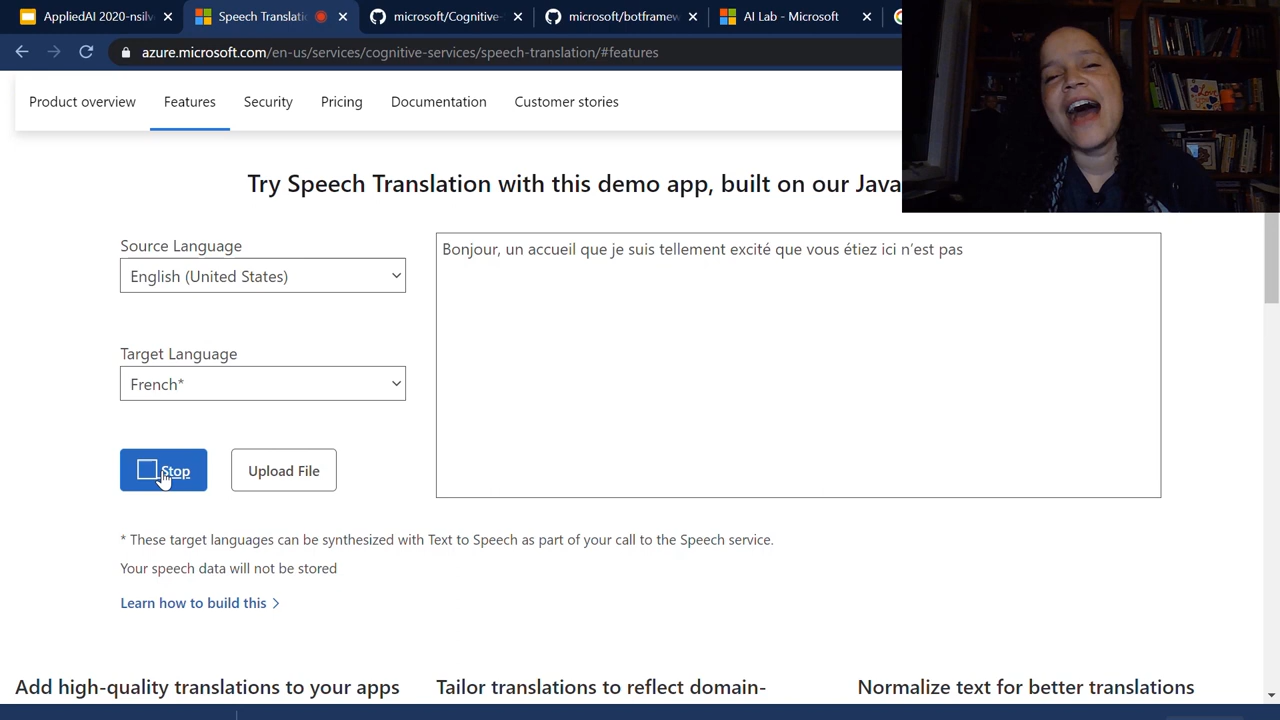 AppliedAI 2020-nsilv
Speech Translati
microsoft/Cognitive-
microsoft/botframew
AI Lab - Microsoft
azure.microsoft.com/en-us/services/cognitive-services/speech-translation/#features
Product overview
Features
Security
Pricing
Documentation
Customer stories
Try Speech Translation with this demo app, built on our Java
Source Language
English (United States)
Target Language
French*
Stop
Upload File
Bonjour, un accueil que je suis tellement excité que vous étiez ici n’est pas
* These target languages can be synthesized with Text to Speech as part of your call to the Speech service.
Your speech data will not be stored
Learn how to build this
Add high-quality translations to your apps
Tailor translations to reflect domain-
Normalize text for better translations